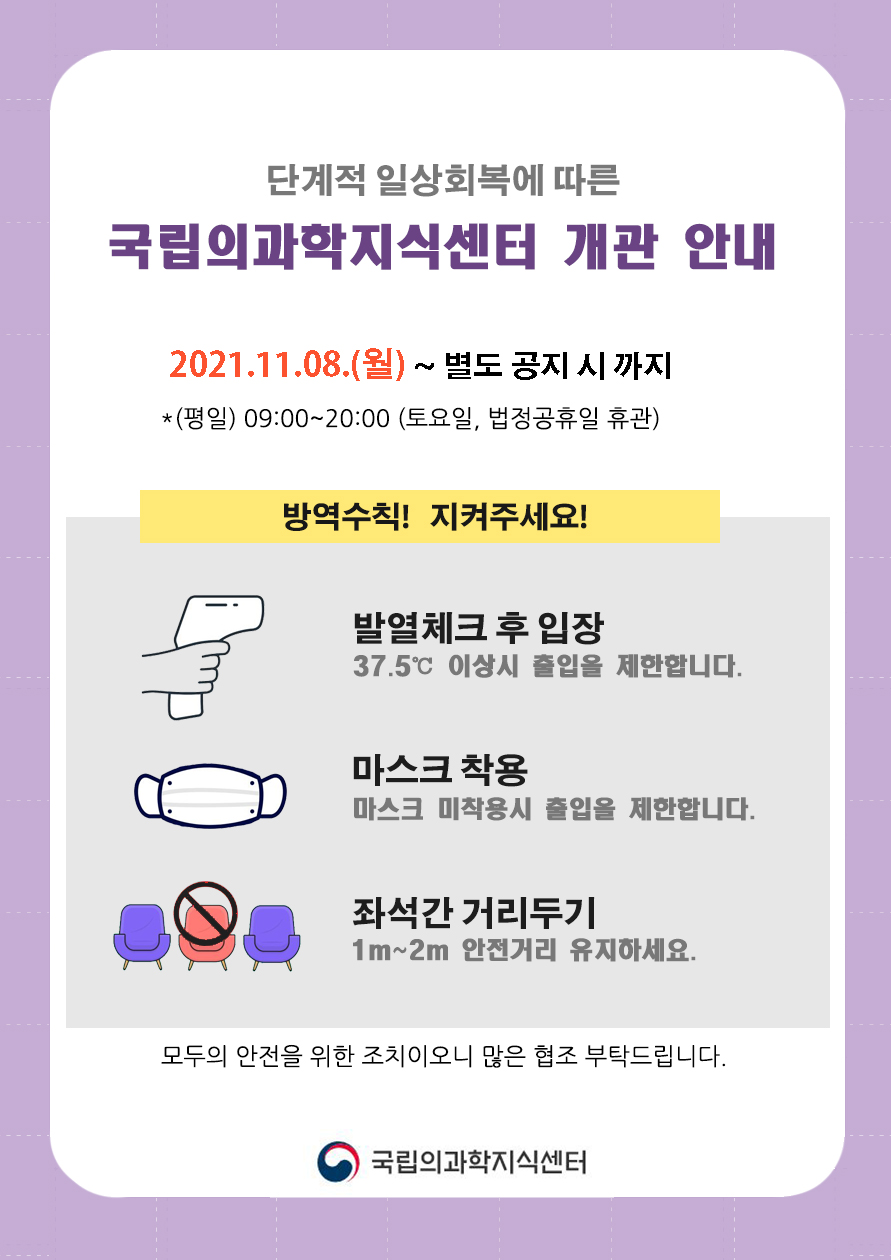 단계적 일상회복에 따른
국립의과학지식센터 개관 안내
2021.11.08.(월) ~ 별도 공지 시 까지
*(평일) 09:00~20:00 (토요일, 법정공휴일 휴관)
방역수칙! 지켜주세요!
발열체크 후 입장
37.5℃ 이상시 출입을 제한합니다.
마스크 착용
마스크 미착용시 출입을 제한합니다.
좌석간 거리두기
1m~2m 안전거리 유지하세요.
모두의 안전을 위한 조치이오니 많은 협조 부탁드립니다.
국립의과학지식센터